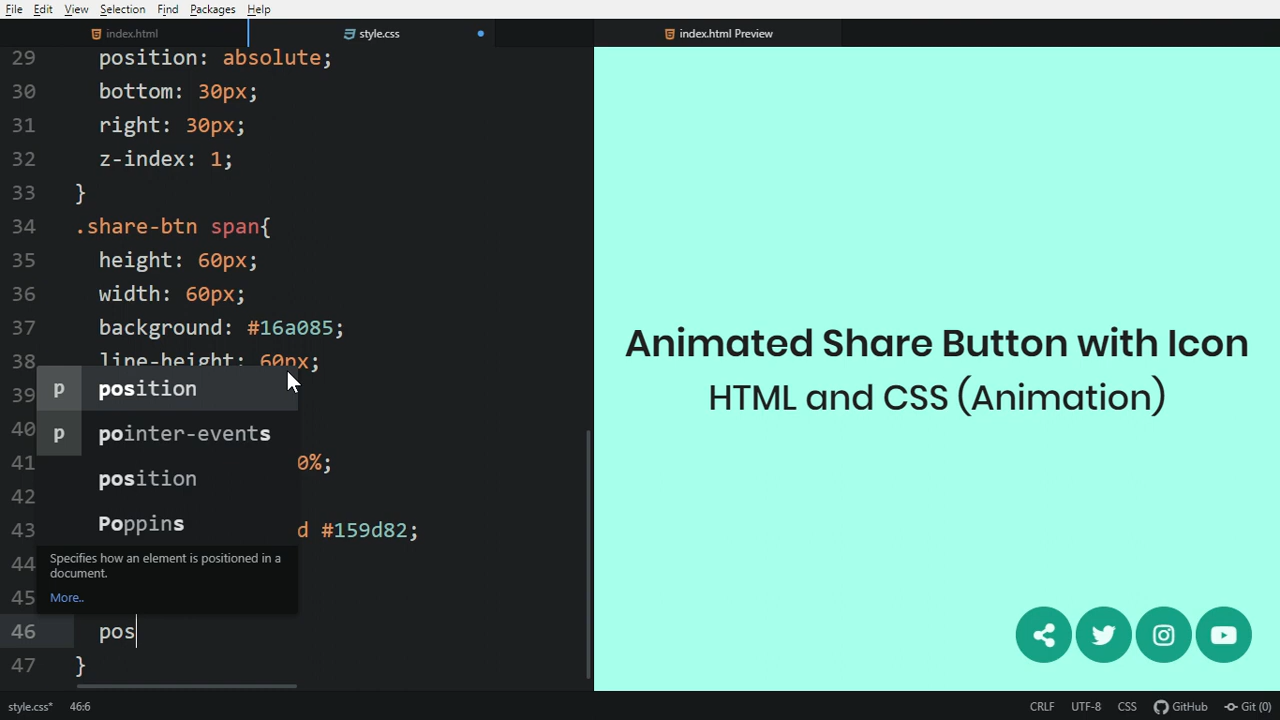 File Edit View Selection Find Packages Help
index.html
style.css
index.html Preview
29 position: absolute;
30 bottom: 30px;
31 right: 30px;
32 z-index: 1;
33 }
34 .share-btn span{
35 height: 60px;
36 width: 60px;
37 background: #16a085;
38 line-height: 60px;
39
40
41 0%;
42
43 d #159d82;
44
45
46 pos
47 }
p position
p pointer-events
position
Poppins
Specifies how an element is positioned in a
document.
More..
Animated Share Button with Icon
HTML and CSS (Animation)
style.css* 46:6
CRLF UTF-8 CSS GitHub Git (0)